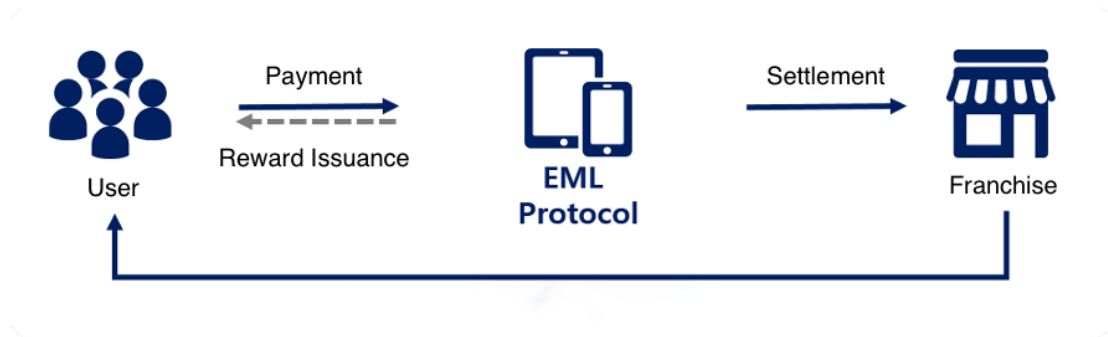 Payment
Reward Issuance
User
EML
Protocol
Settlement
Franchise